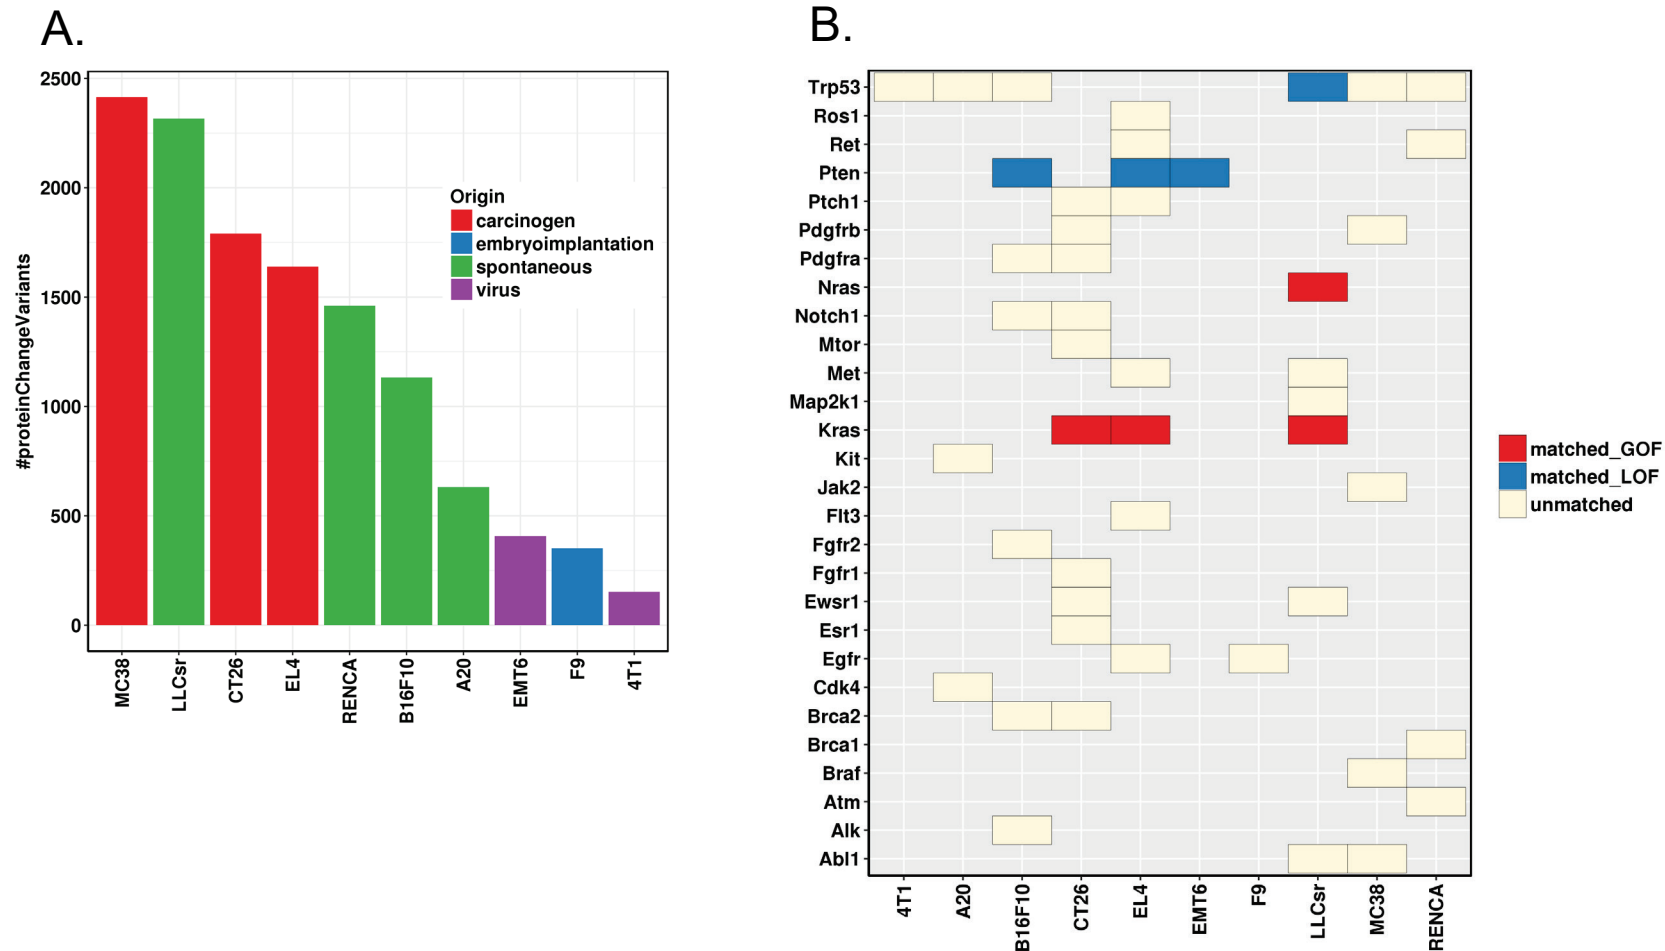 A.
2500
2000
1500
1000
500
0
#proteinChangeVariants
Origin
carcinogen
embryoimplantation
spontaneous
virus
MC38
LLCsr
CT26
EL4
RENCA
B16F10
A20
EMT6
F9
4T1
B.
Trp53
Ros1
Ret
Pten
Ptch1
Pdgfrb
Pdgfra
Nras
Notch1
Mtor
Met
Map2k1
Kras
Kit
Jak2
Flt3
Fgfr2
Fgfr1
Ewsr1
Esr1
Egfr
Cdk4
Brca2
Brca1
Braf
Atm
Alk
Abl1
4T1
A20
B16F10
CT26
EL4
EMT6
F9
LLCsr
MC38
RENCA
matched_GOF
matched_LOF
unmatched